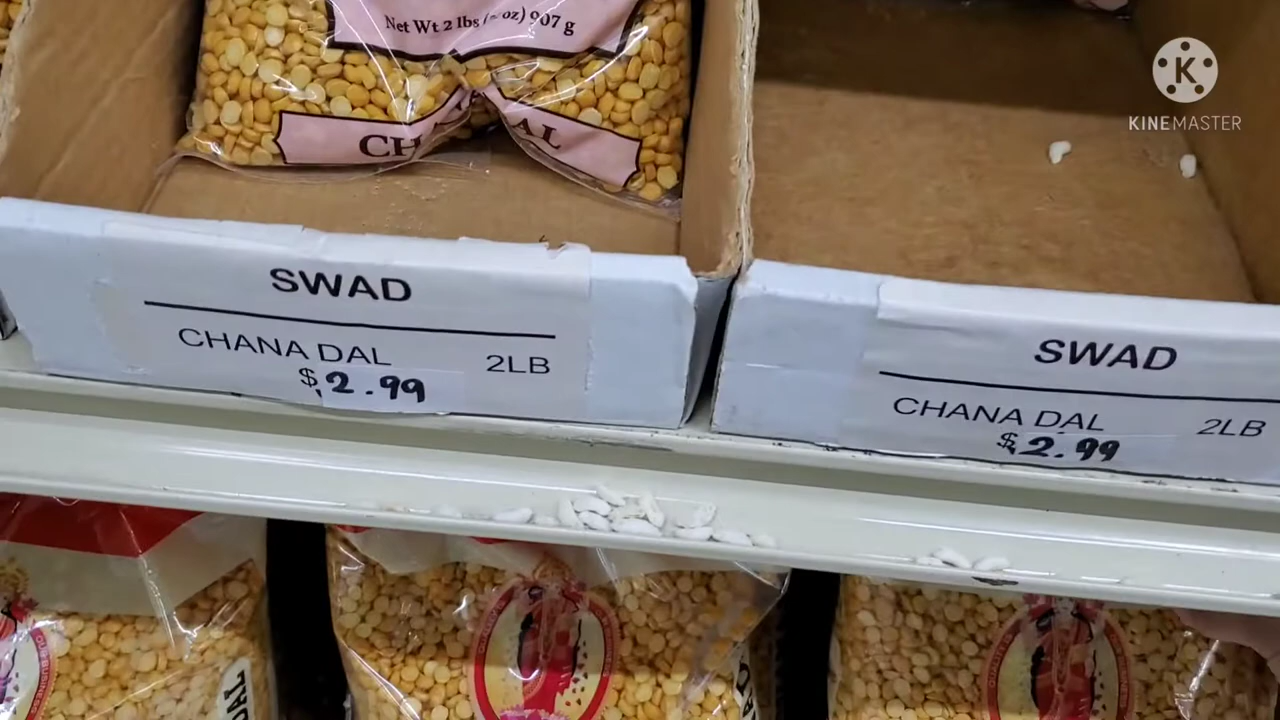 Net Wt 2 lbs (oz) 907 g
CH AL
KINEMASTER
SWAD
CHANA DAL 2LB
$2.99
SWAD
CHANA DAL 2LB
$2.99